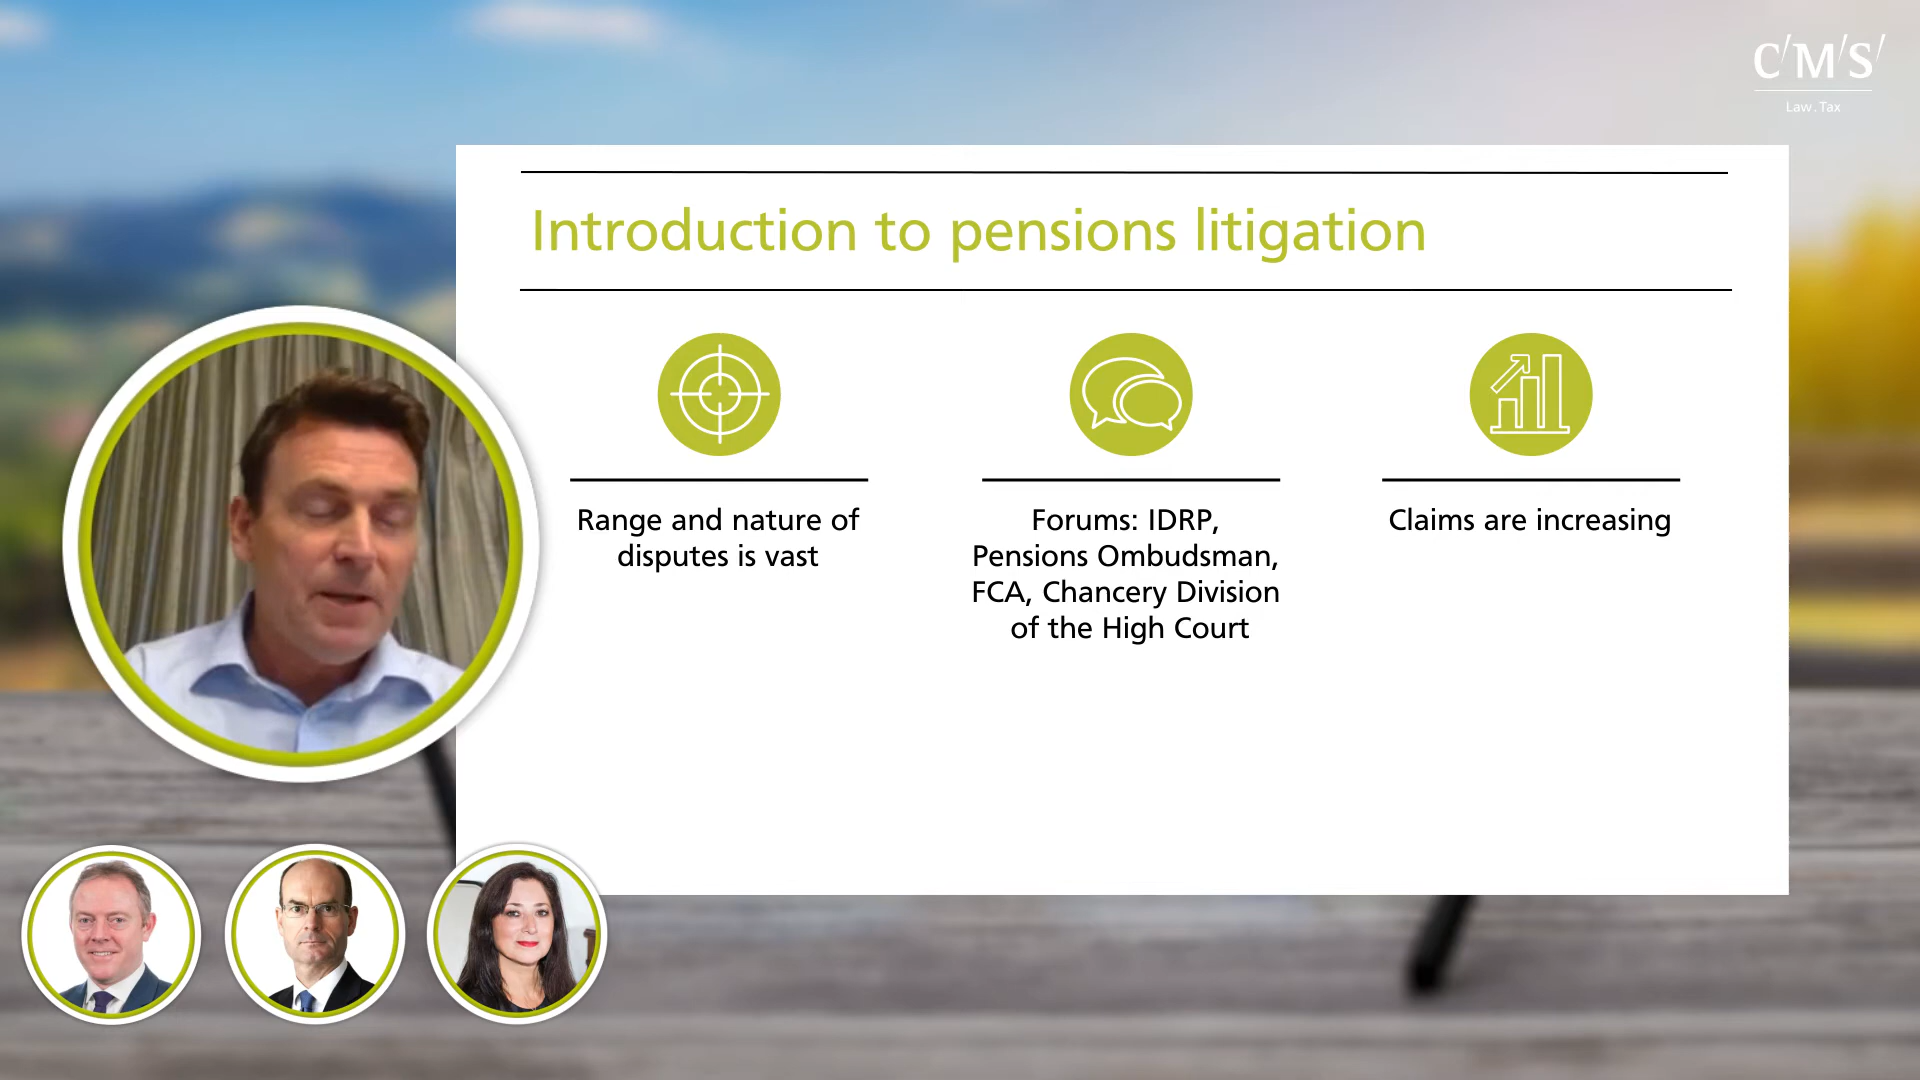 C/M/S/
Law.Tax
Introduction to pensions litigation
Range and nature of
disputes is vast
Forums: IDRP,
Pensions Ombudsman,
FCA, Chancery Division
of the High Court
Claims are increasing